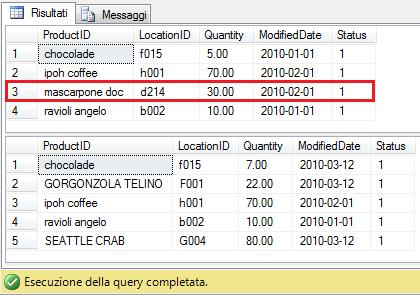 Risultati Messaggi
ProductID LocationID Quantity ModifiedDate Status
1 chocolade f015 5.00 2010-01-01 1
2 ipoh coffee h001 70.00 2010-02-01 1
3 mascarpone doc d214 30.00 2010-02-01 1
4 ravioli angelo b002 10.00 2010-01-01 1
ProductID LocationID Quantity ModifiedDate Status
1 chocolade f015 7.00 2010-03-12 1
2 GORGONZOLA TELINO F001 22.00 2010-03-12 1
3 ipoh coffee h001 70.00 2010-02-01 1
4 ravioli angelo b002 10.00 2010-01-01 1
5 SEATTLE CRAB G004 80.00 2010-03-12 1
Esecuzione della query completata.